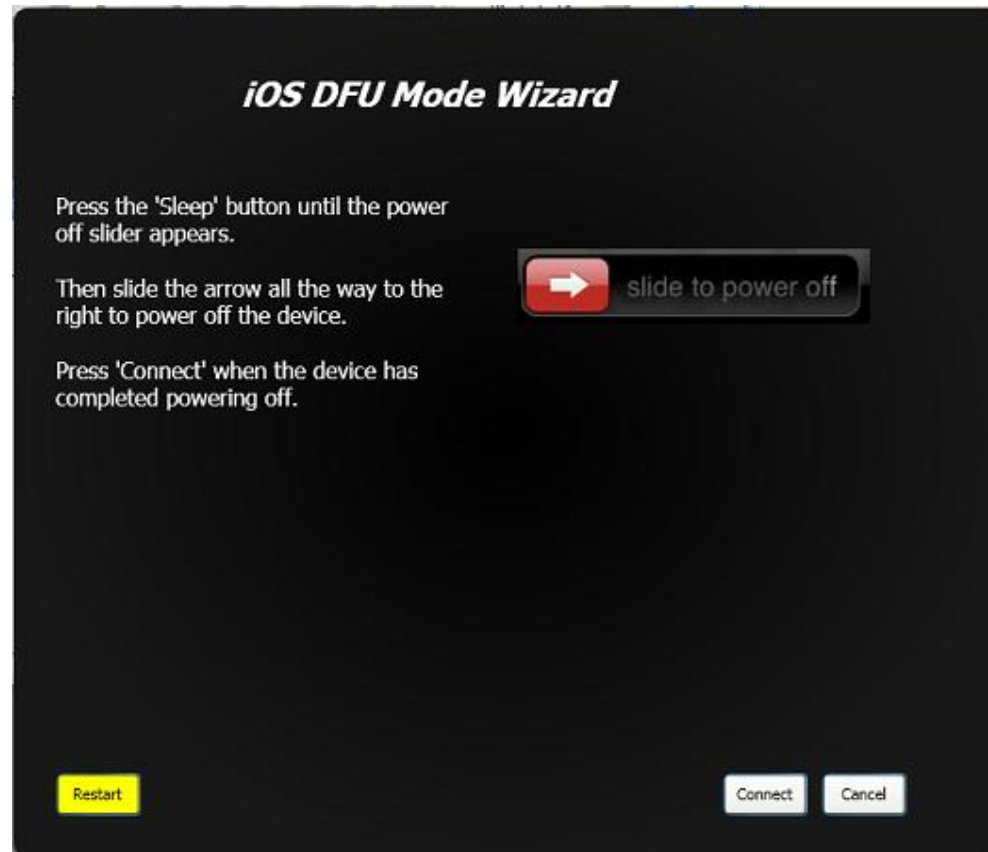 iOS DFU Mode Wizard
Press the 'Sleep' button until the power
off slider appears.
slide to power off
Then slide the arrow all the way to the
right to power off the device.
Press 'Connect' when the device has
completed powering off.
Restart
Connect
Cancel